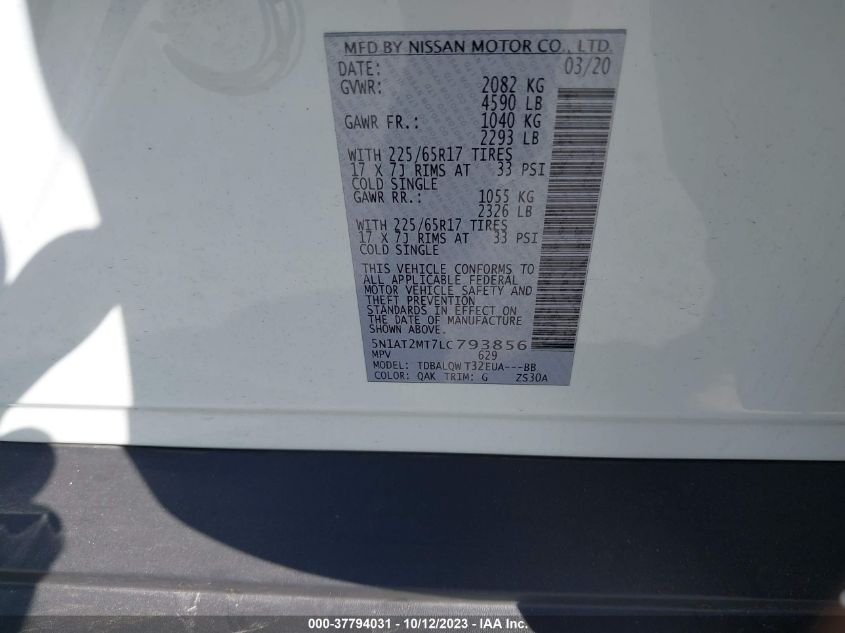 MFD BY NISSAN MOTOR CO., LTD.
DATE: 03/20
GVWR: 2082 KG
4590 LB
GAWR FR.: 1040 KG
2293 LB
WITH 225/65R17 TIRES
17 X 7J RIMS AT 33 PSI
COLD SINGLE
GAWR RR.: 1055 KG
2326 LB
WITH 225/65R17 TIRES
17 X 7J RIMS AT 33 PSI
COLD SINGLE
THIS VEHICLE CONFORMS TO
ALL APPLICABLE FEDERAL
MOTOR VEHICLE SAFETY AND
THEFT PREVENTION
STANDARDS IN EFFECT ON
THE DATE OF MANUFACTURE
SHOWN ABOVE.
5N1AT2MT7LC793856
MPV 629
MODEL: TDBALQW T32EUA---BB
COLOR: QAK TRIM: G ZS30A
000-37794031 - 10/12/2023 - IAA Inc.